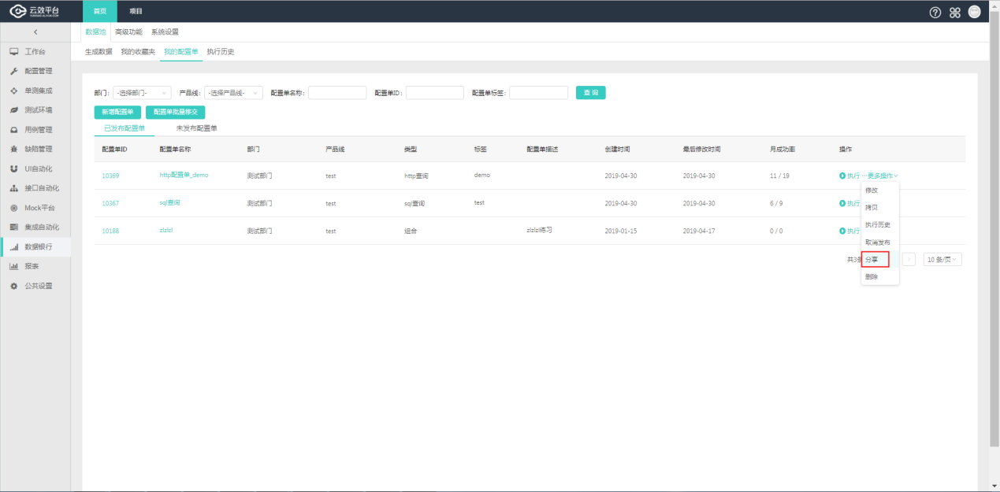 云效平台 首页 项目
YUNXIAO.ALIYUN.COM
数据池 高级功能 系统设置
生成数据 我的收藏夹 我的配置单 执行历史
工作台
配置管理
单测集成
测试环境
用例管理
缺陷管理
UI自动化
接口自动化
Mock平台
集成自动化
数据银行
报表
公共设置
部门: -选择部门- 产品线: -选择产品线- 配置单名称: 配置单ID: 配置单标签: 查 询
新增配置单 配置单批量移交
已发布配置单 未发布配置单
配置单ID 配置单名称 部门 产品线 类型 标签 配置单描述 创建时间 最后修改时间 月成功率 操作
10369 http配置单_demo 测试部门 test http查询 demo 2019-04-30 2019-04-30 11 / 19 执行 ···更多操作
10367 sql查询 测试部门 test sql查询 test 2019-04-30 2019-04-30 6 / 9 执行
10188 zlzlzl 测试部门 test 组合 zlzlzl练习 2019-01-15 2019-04-17 0 / 0 执行
修改
拷贝
执行历史
取消发布
分享
删除
共3条 10 条/页